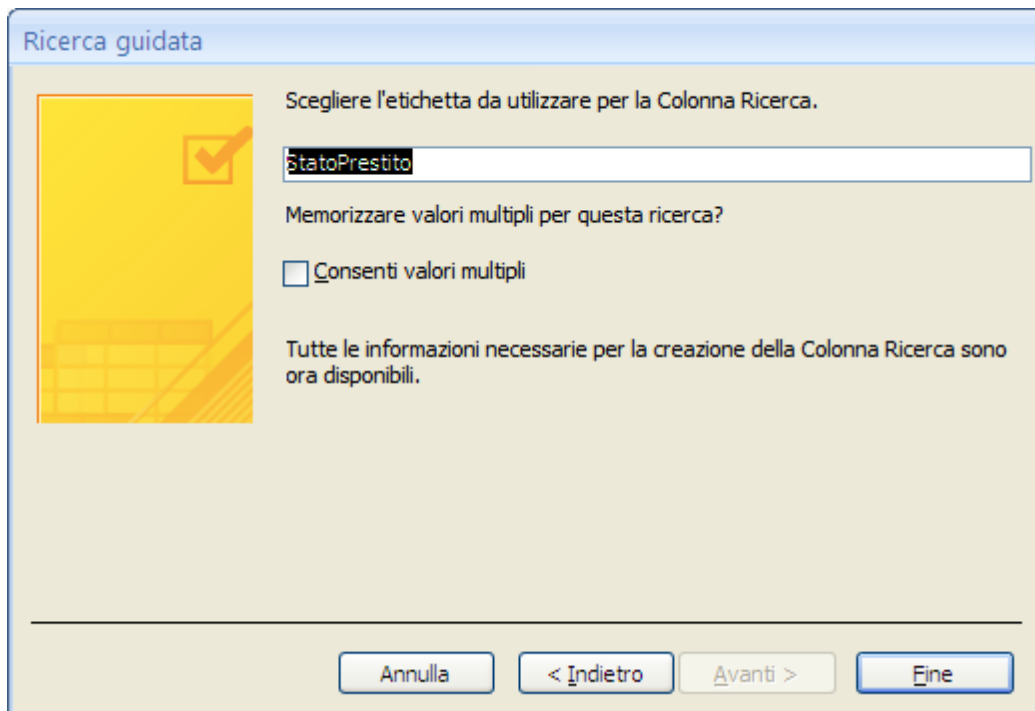 Ricerca guidata
Scegliere l'etichetta da utilizzare per la Colonna Ricerca.
StatoPrestito
Memorizzare valori multipli per questa ricerca?
Consenti valori multipli
Tutte le informazioni necessarie per la creazione della Colonna Ricerca sono
ora disponibili.
Annulla
< Indietro
Avanti >
Fine